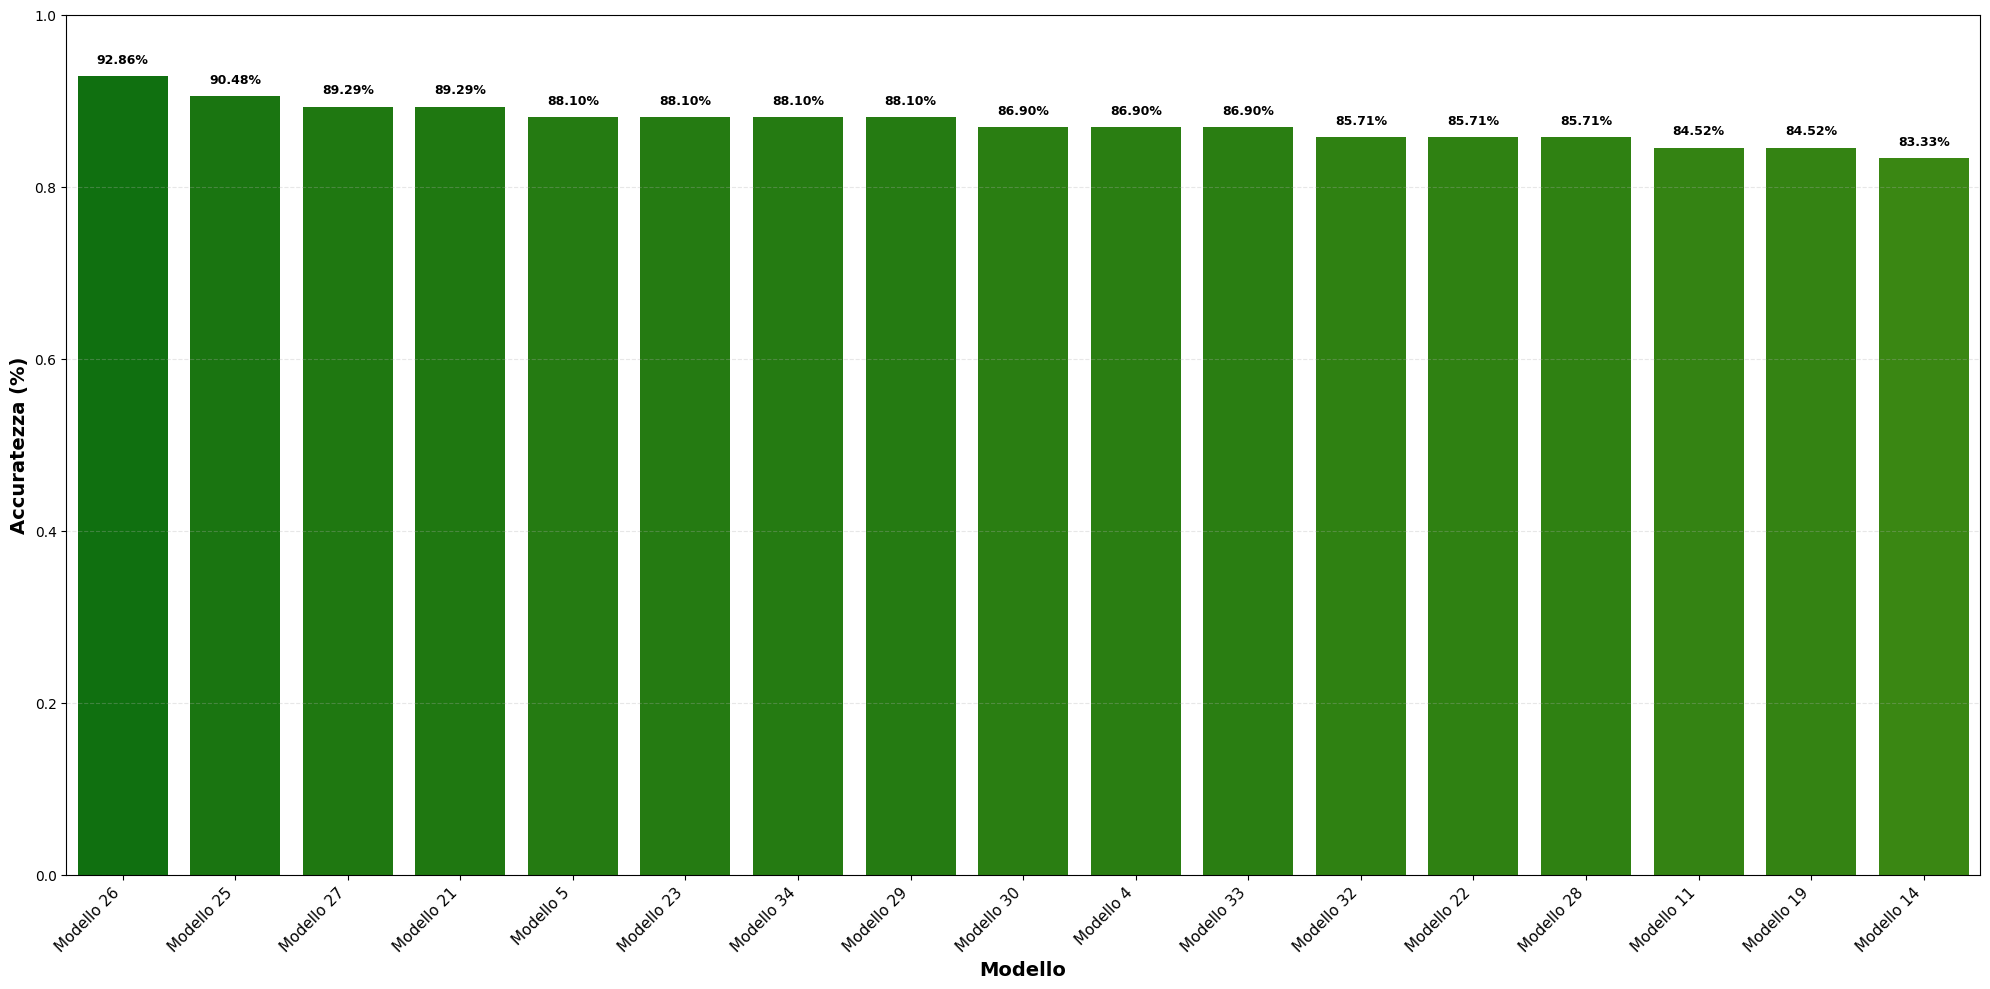 1.0
92.86%
90.48%
89.29%
89.29%
88.10%
88.10%
88.10%
88.10%
86.90%
86.90%
86.90%
85.71%
85.71%
85.71%
84.52%
84.52%
83.33%
0.8
0.6
0.4
0.2
0.0
Accuratezza (%)
Modello 26
Modello 25
Modello 27
Modello 21
Modello 5
Modello 23
Modello 34
Modello 29
Modello 30
Modello 4
Modello 33
Modello 32
Modello 22
Modello 28
Modello 11
Modello 19
Modello 14
Modello